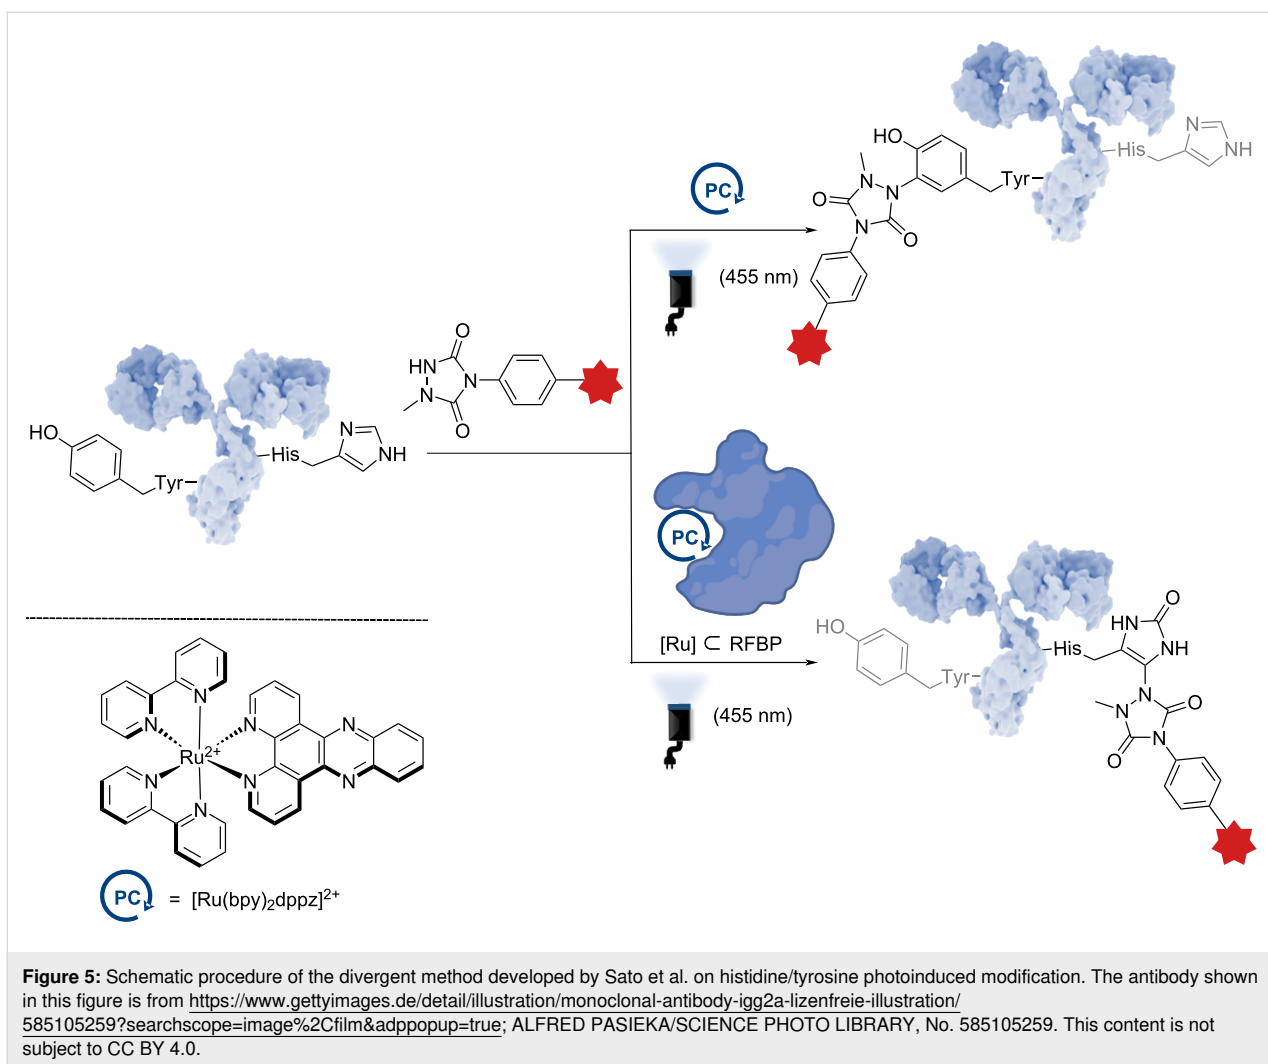 HO
Tyr
His
N
NH
PC
(455 nm)
O
N
N
N
O
HO
Tyr
His
N
NH
O
HN
N
N
O
HO
Tyr
His
N
NH
PC
[Ru] ⊂ RFBP
(455 nm)
HO
Tyr
His
HN
O
NH
N
N
O
N
O
N
N
N
N
Ru2+
N
N
N
N
PC = [Ru(bpy)2dppz]2+
Figure 5: Schematic procedure of the divergent method developed by Sato et al. on histidine/tyrosine photoinduced modification. The antibody shown
in this figure is from https://www.gettyimages.de/detail/illustration/monoclonal-antibody-igg2a-lizenfreie-illustration/
585105259?searchscope=image%2Cfilm&adppopup=true; ALFRED PASIEKA/SCIENCE PHOTO LIBRARY, No. 585105259. This content is not
subject to CC BY 4.0.